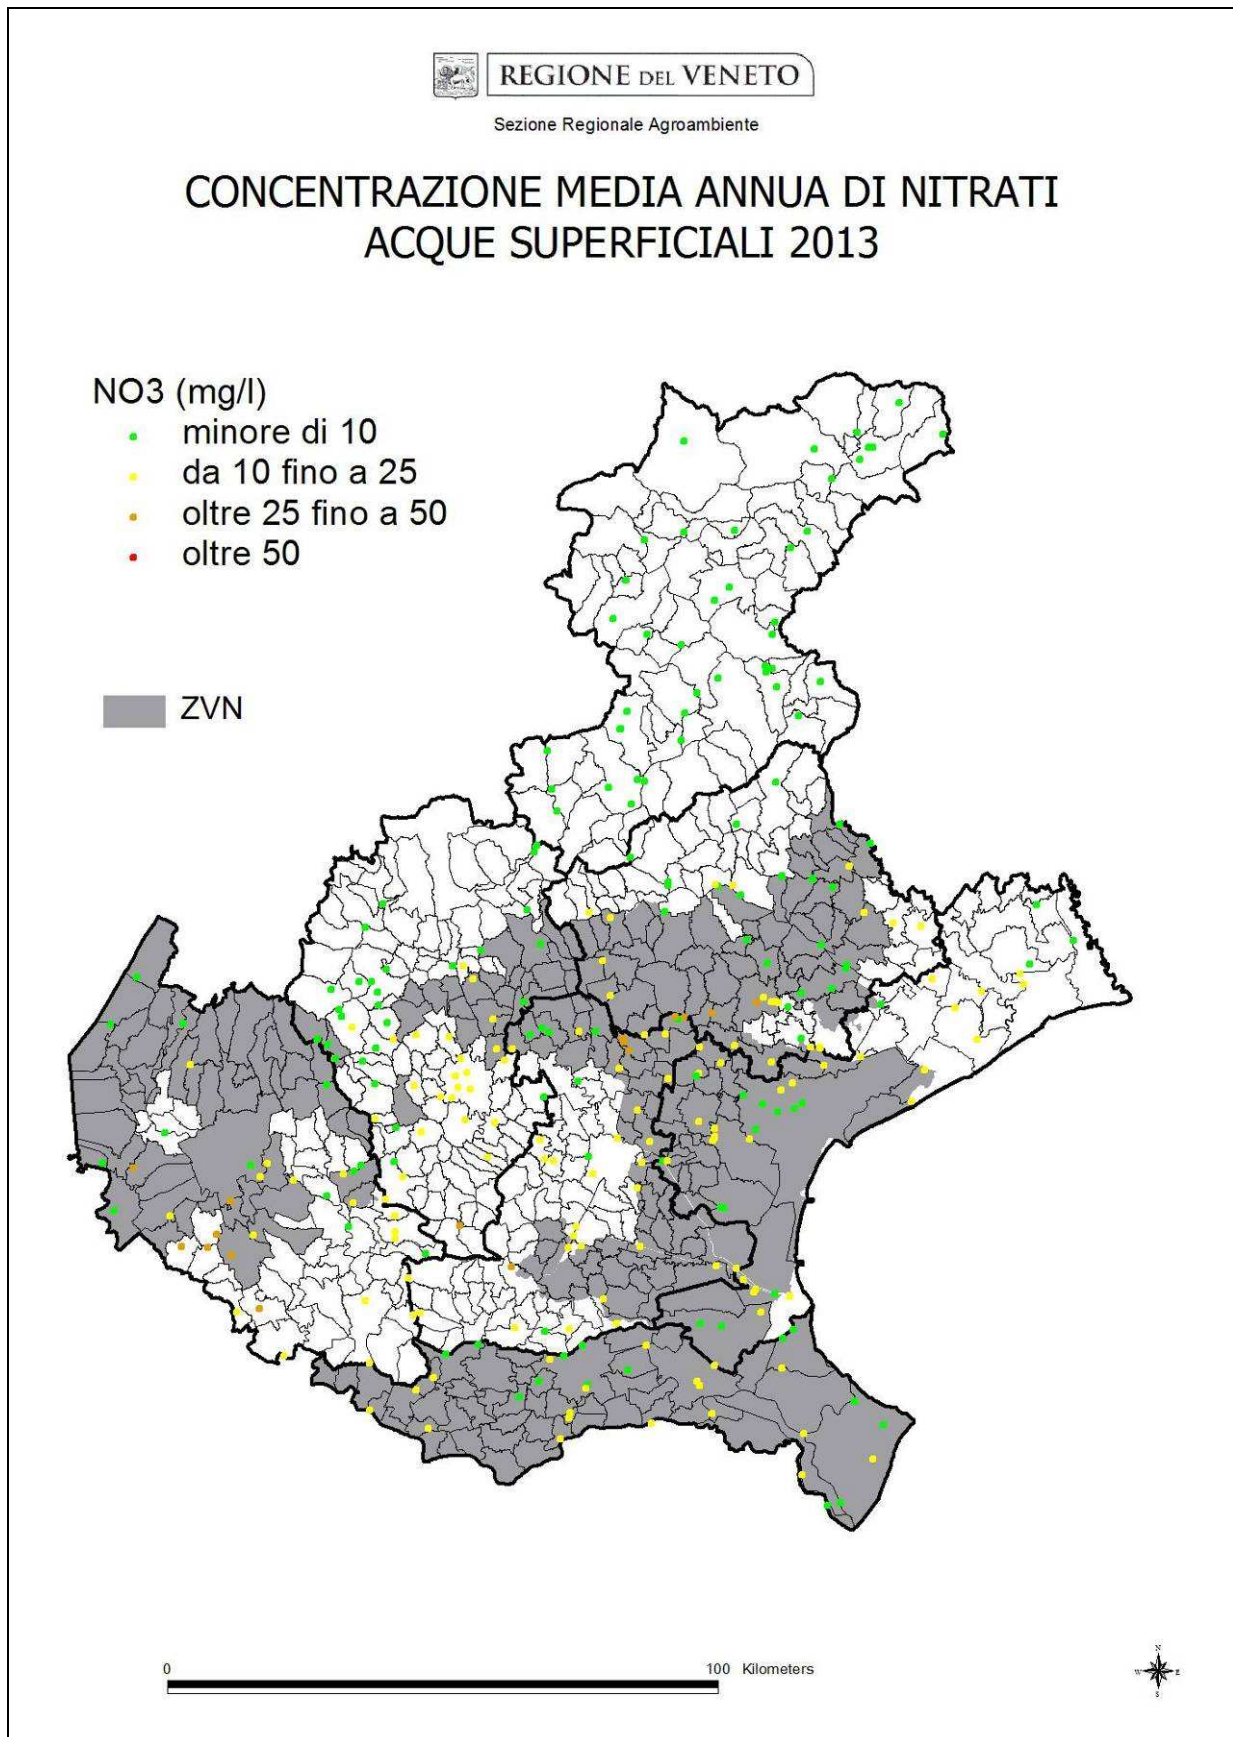 REGIONE DEL VENETO
Sezione Regionale Agroambiente
CONCENTRAZIONE MEDIA ANNUA DI NITRATI
ACQUE SUPERFICIALI 2013
NO3 (mg/l)
minore di 10
da 10 fino a 25
oltre 25 fino a 50
oltre 50
ZVN
0 100 Kilometers
N
W E
S